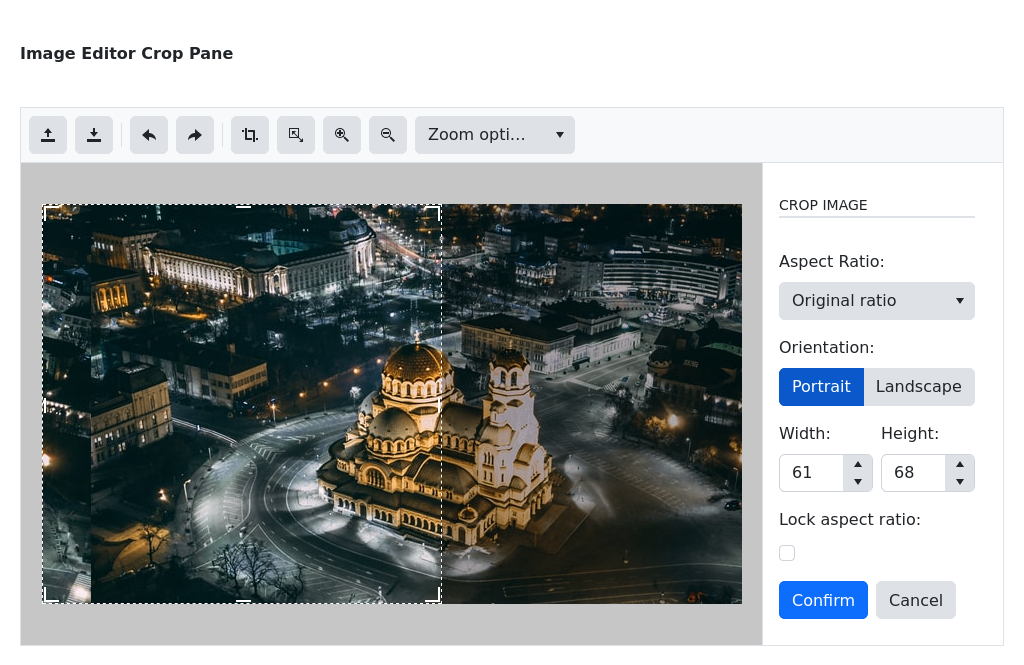 Image Editor Crop Pane
Zoom opti...
CROP IMAGE
Aspect Ratio:
Original ratio
Orientation:
Portrait Landscape
Width: Height:
61 68
Lock aspect ratio:
Confirm Cancel